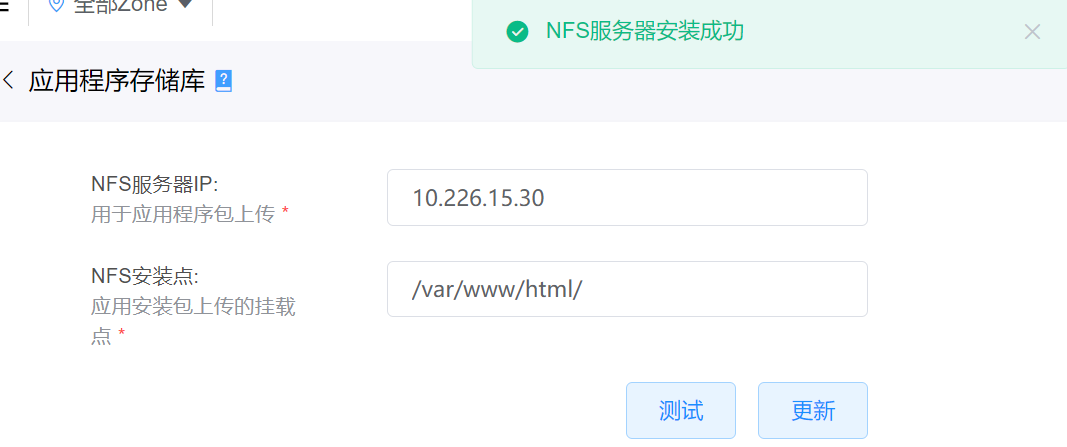 全部Zone
NFS服务器安装成功
应用程序存储库
NFS服务器IP:
用于应用程序包上传 *
10.226.15.30
NFS安装点:
应用安装包上传的挂载
点 *
/var/www/html/
测试
更新